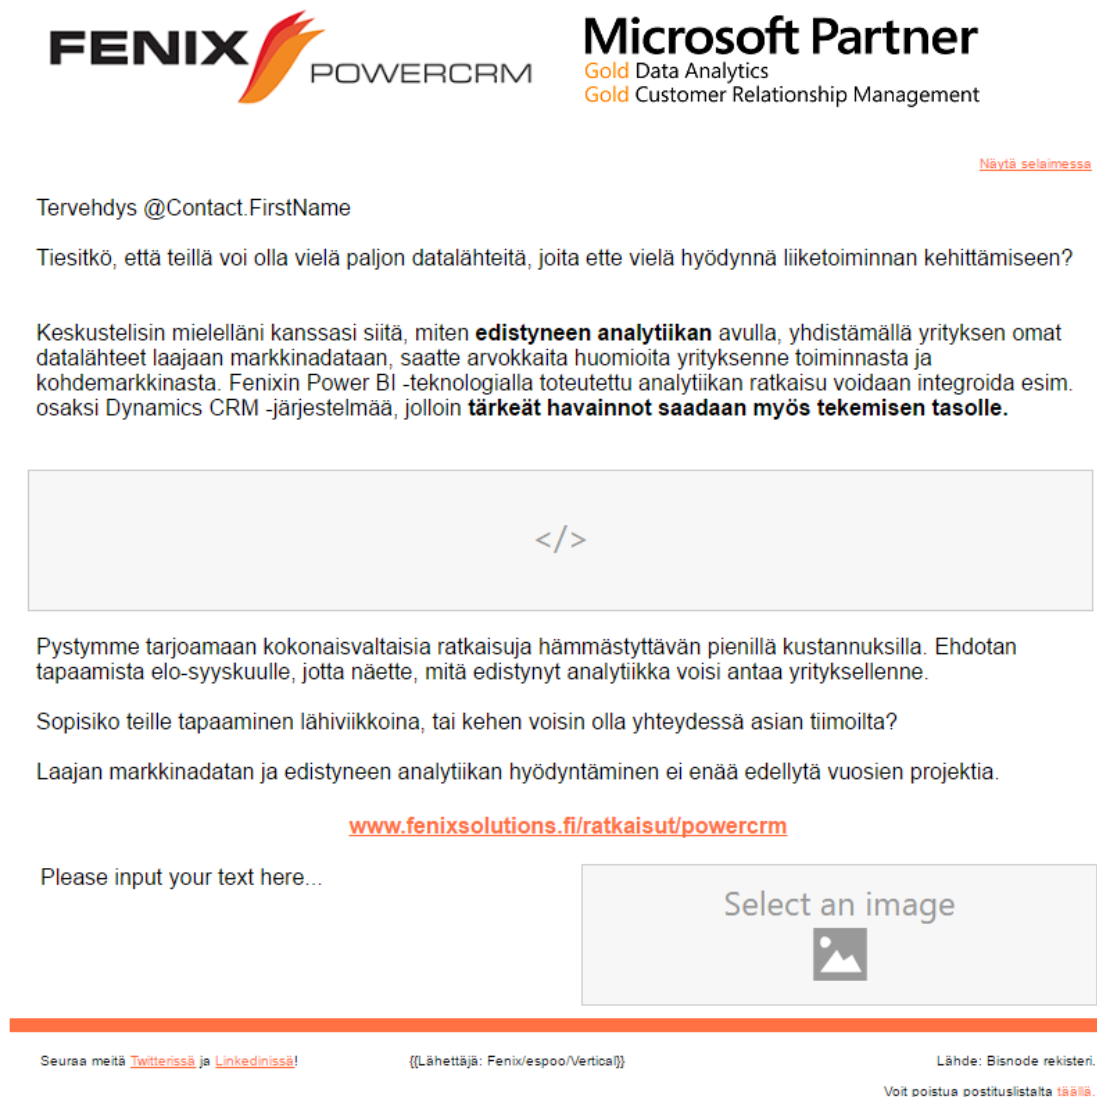 FENIX POWERCRM
Microsoft Partner
Gold Data Analytics
Gold Customer Relationship Management
Näytä selaimessa
Tervehdys @Contact.FirstName
Tiesitkö, että teillä voi olla vielä paljon datalähteitä, joita ette vielä hyödynnä liiketoiminnan kehittämiseen?
Keskustelisin mielelläni kanssasi siitä, miten edistyneen analytiikan avulla, yhdistämällä yrityksen omat
datalähteet laajaan markkinadataan, saatte arvokkaita huomioita yrityksenne toiminnasta ja
kohdemarkkinasta. Fenixin Power BI -teknologialla toteutettu analytiikan ratkaisu voidaan integroida esim.
osaksi Dynamics CRM -järjestelmää, jolloin tärkeät havainnot saadaan myös tekemisen tasolle.
</>
Pystymme tarjoamaan kokonaisvaltaisia ratkaisuja hämmästyttävän pienillä kustannuksilla. Ehdotan
tapaamista elo-syyskuulle, jotta näette, mitä edistynyt analytiikka voisi antaa yrityksellenne.
Sopisiko teille tapaaminen lähiviikkoina, tai kehen voisin olla yhteydessä asian tiimoilta?
Laajan markkinadatan ja edistyneen analytiikan hyödyntäminen ei enää edellytä vuosien projektia.
www.fenixsolutions.fi/ratkaisut/powercrm
Please input your text here...
Select an image
Seuraa meitä Twitterissä ja Linkedinissä!
{{Lähettäjä: Fenix/espoo/Vertical}}
Lähde: Bisnode rekisteri.
Voit poistua postituslistalta täällä.